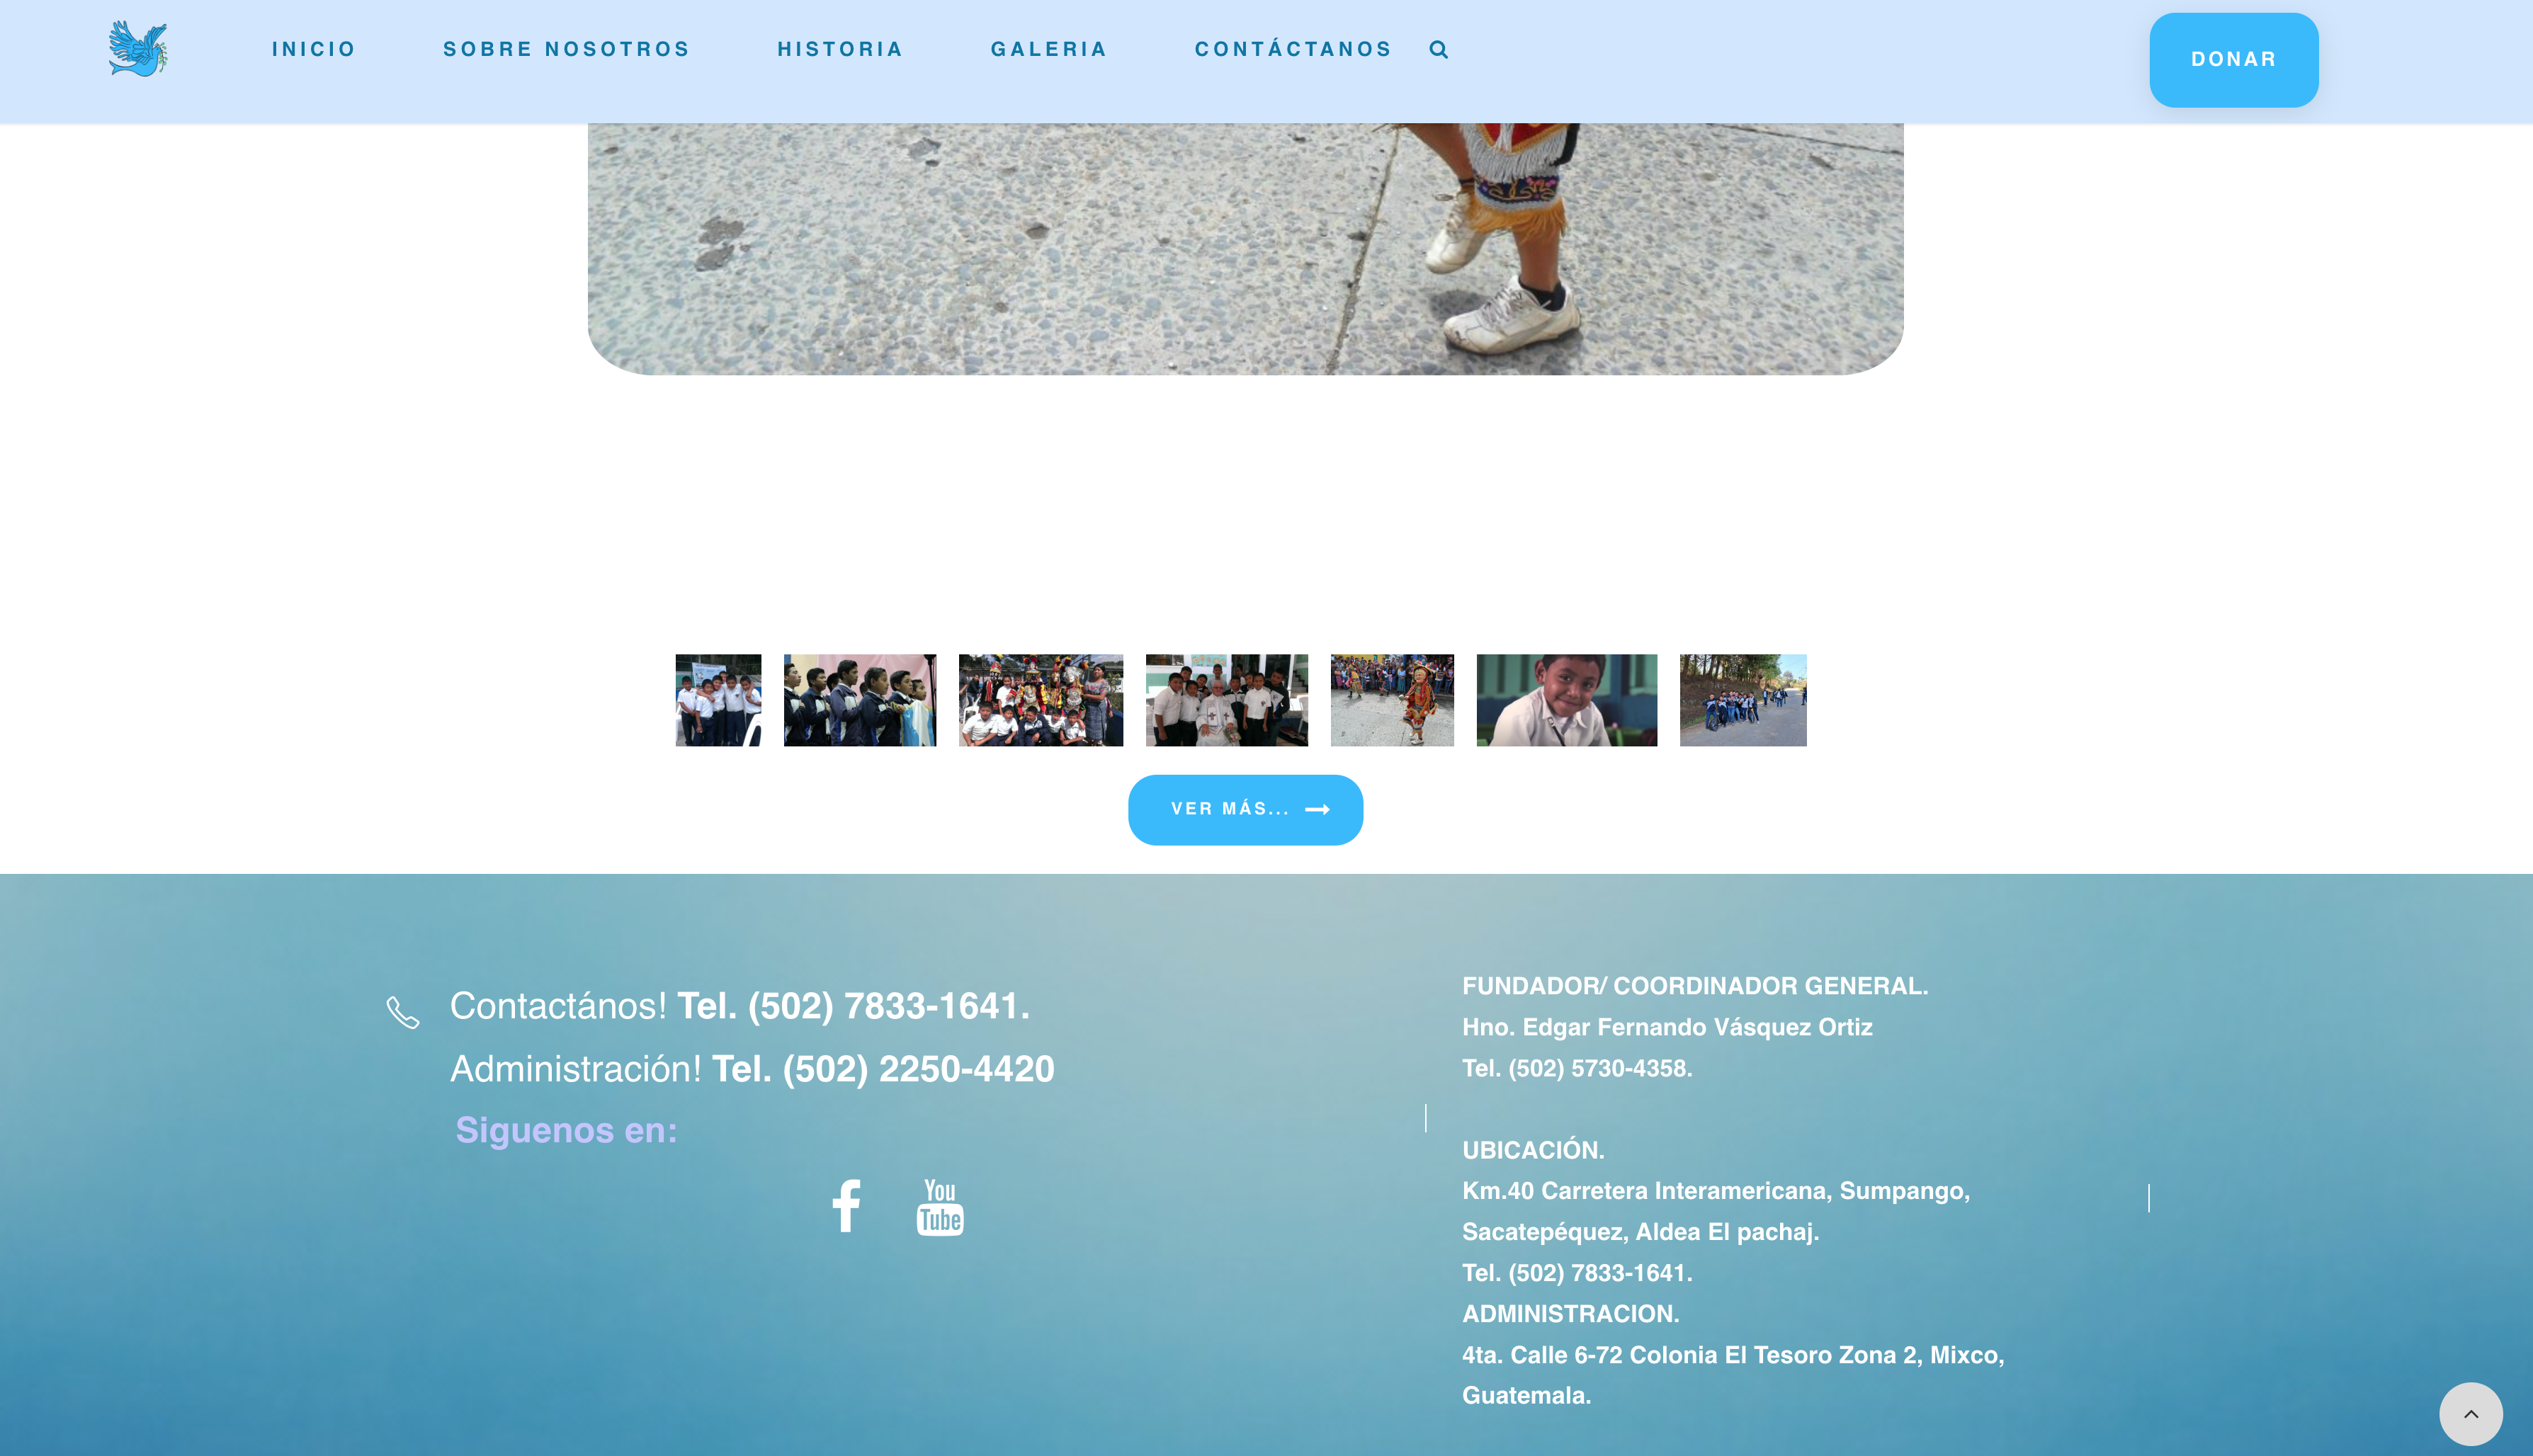 INICIO
SOBRE NOSOTROS
HISTORIA
GALERIA
CONTÁCTANOS
DONAR
VER MÁS...
Contactános! Tel. (502) 7833-1641.
Administración! Tel. (502) 2250-4420
Siguenos en:
You
Tube
FUNDADOR/ COORDINADOR GENERAL.
Hno. Edgar Fernando Vásquez Ortiz
Tel. (502) 5730-4358.
UBICACIÓN.
Km.40 Carretera Interamericana, Sumpango,
Sacatepéquez, Aldea El pachaj.
Tel. (502) 7833-1641.
ADMINISTRACION.
4ta. Calle 6-72 Colonia El Tesoro Zona 2, Mixco,
Guatemala.